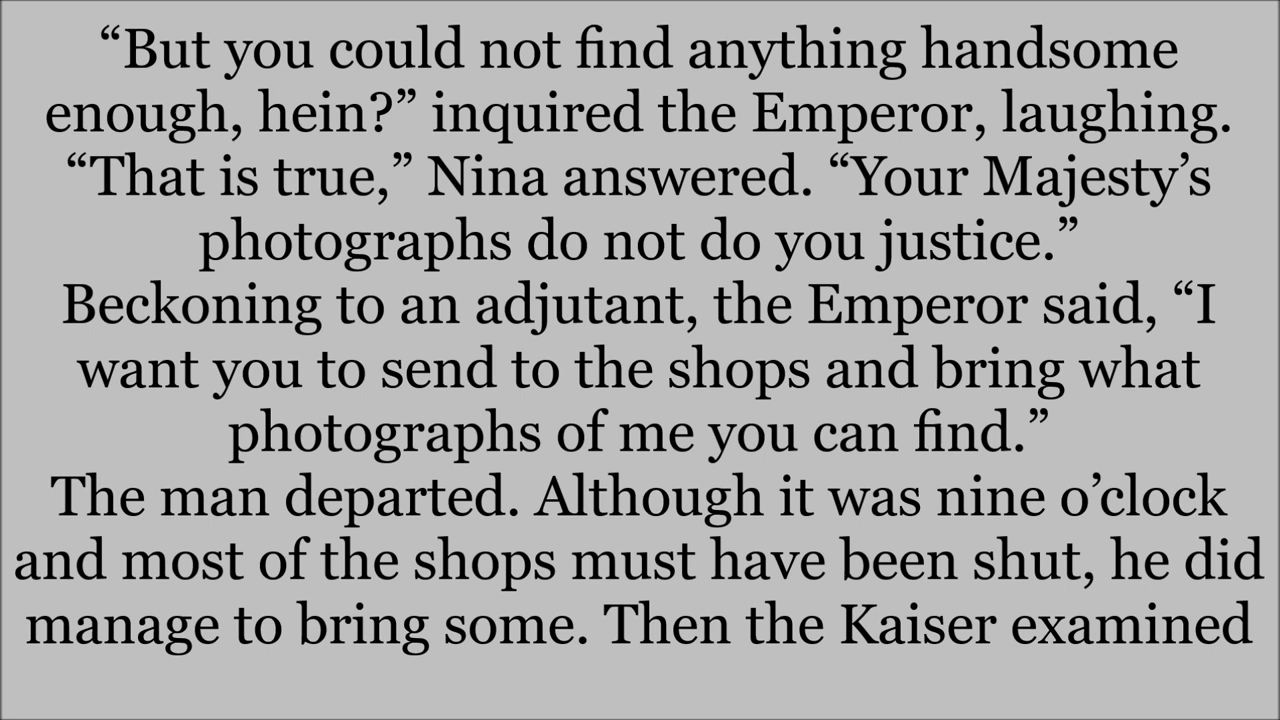 “But you could not find anything handsome
enough, hein?” inquired the Emperor, laughing.
“That is true,” Nina answered. “Your Majesty’s
photographs do not do you justice.”
Beckoning to an adjutant, the Emperor said, “I
want you to send to the shops and bring what
photographs of me you can find.”
The man departed. Although it was nine o’clock
and most of the shops must have been shut, he did
manage to bring some. Then the Kaiser examined